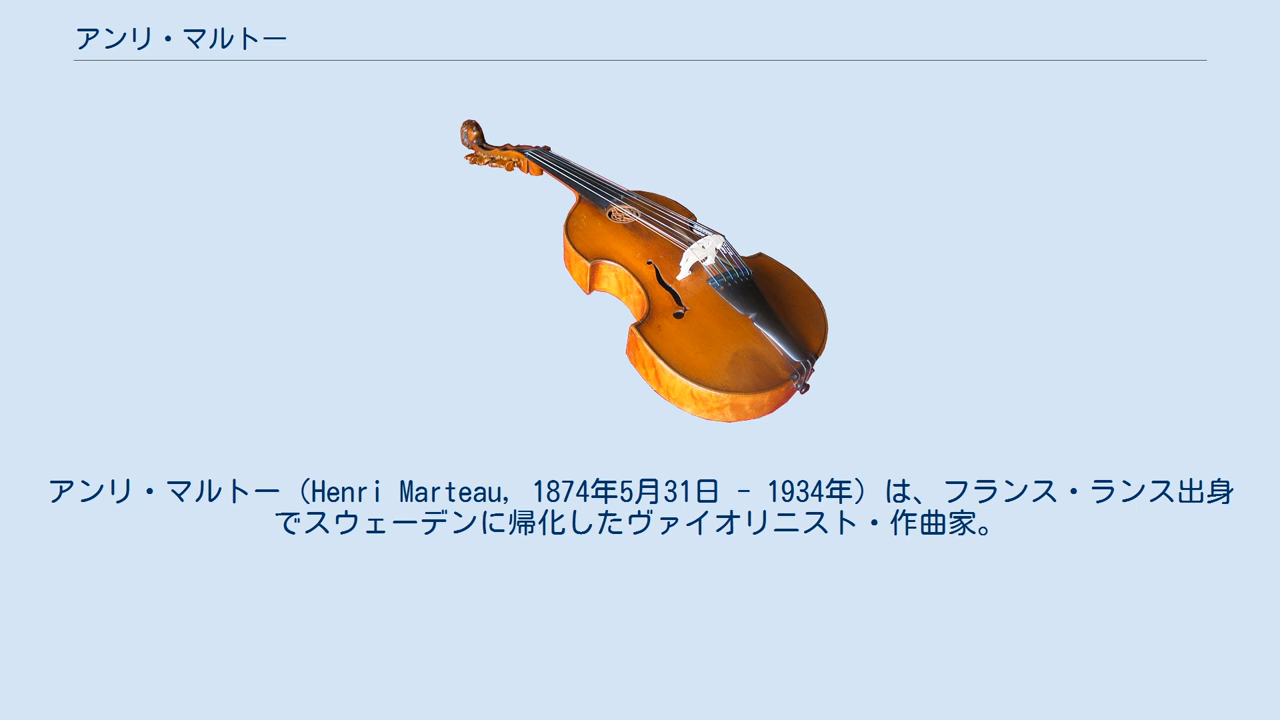 アンリ・マルトー
アンリ・マルトー（Henri Marteau, 1874年5月31日 - 1934年）は、フランス・ランス出身
でスウェーデンに帰化したヴァイオリニスト・作曲家。